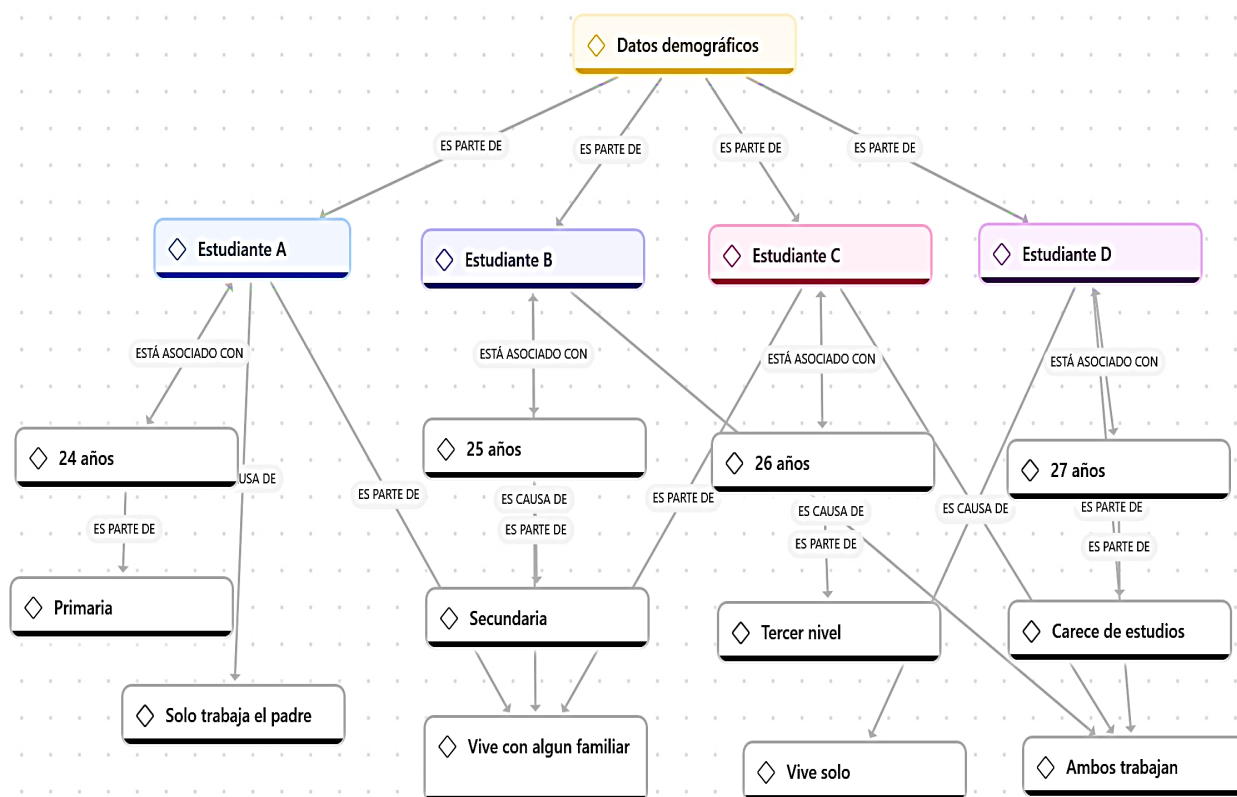 Datos demográficos
ES PARTE DE
ES PARTE DE
ES PARTE DE
ES PARTE DE
Estudiante A
Estudiante B
Estudiante C
Estudiante D
ESTÁ ASOCIADO CON
ESTÁ ASOCIADO CON
ESTÁ ASOCIADO CON
ESTÁ ASOCIADO CON
24 años
25 años
26 años
27 años
USA DE
ES PARTE DE
ES CAUSA DE
ES PARTE DE
ES CAUSA DE
ES CAUSA DE
ES PARTE DE
ES PARTE DE
ES PARTE DE
ES PARTE DE
ES PARTE DE
Primaria
Secundaria
Tercer nivel
Carece de estudios
Solo trabaja el padre
Vive con algun familiar
Vive solo
Ambos trabajan